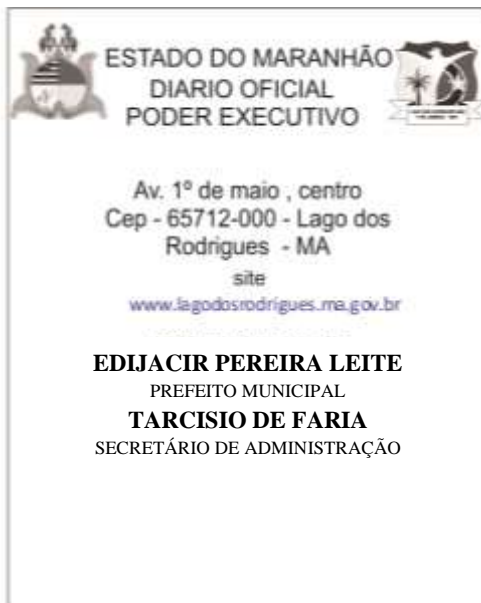 ESTADO DO MARANHÃO
DIARIO OFICIAL
PODER EXECUTIVO
Av. 1º de maio , centro
Cep - 65712-000 - Lago dos
Rodrigues - MA
site
www.lagodosrodrigues.ma.gov.br
EDIJACIR PEREIRA LEITE
PREFEITO MUNICIPAL
TARCISIO DE FARIA
SECRETÁRIO DE ADMINISTRAÇÃO